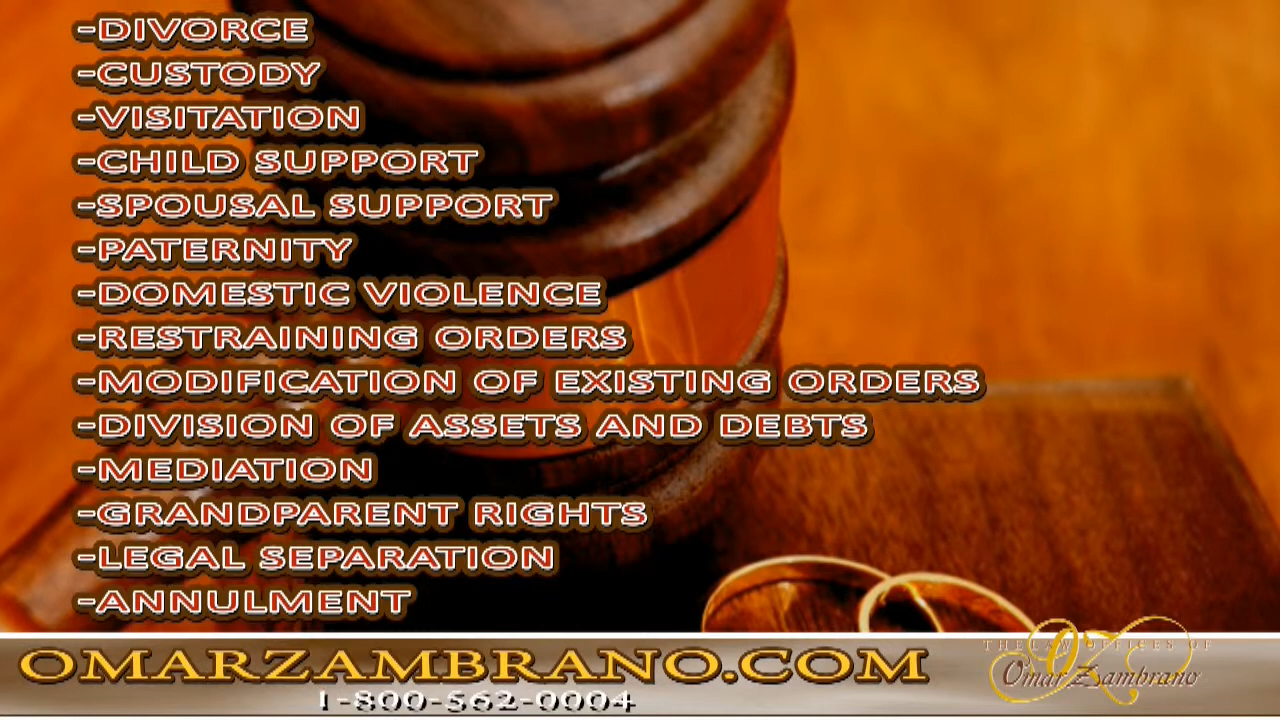 -DIVORCE
-CUSTODY
-VISITATION
-CHILD SUPPORT
-SPOUSAL SUPPORT
-PATERNITY
-DOMESTIC VIOLENCE
-RESTRAINING ORDERS
-MODIFICATION OF EXISTING ORDERS
-DIVISION OF ASSETS AND DEBTS
-MEDIATION
-GRANDPARENT RIGHTS
-LEGAL SEPARATION
-ANNULMENT
OMARZAMBRANO.COM
1-800-562-0004
THE LAW OFFICES OF
OZ
Omar Zambrano